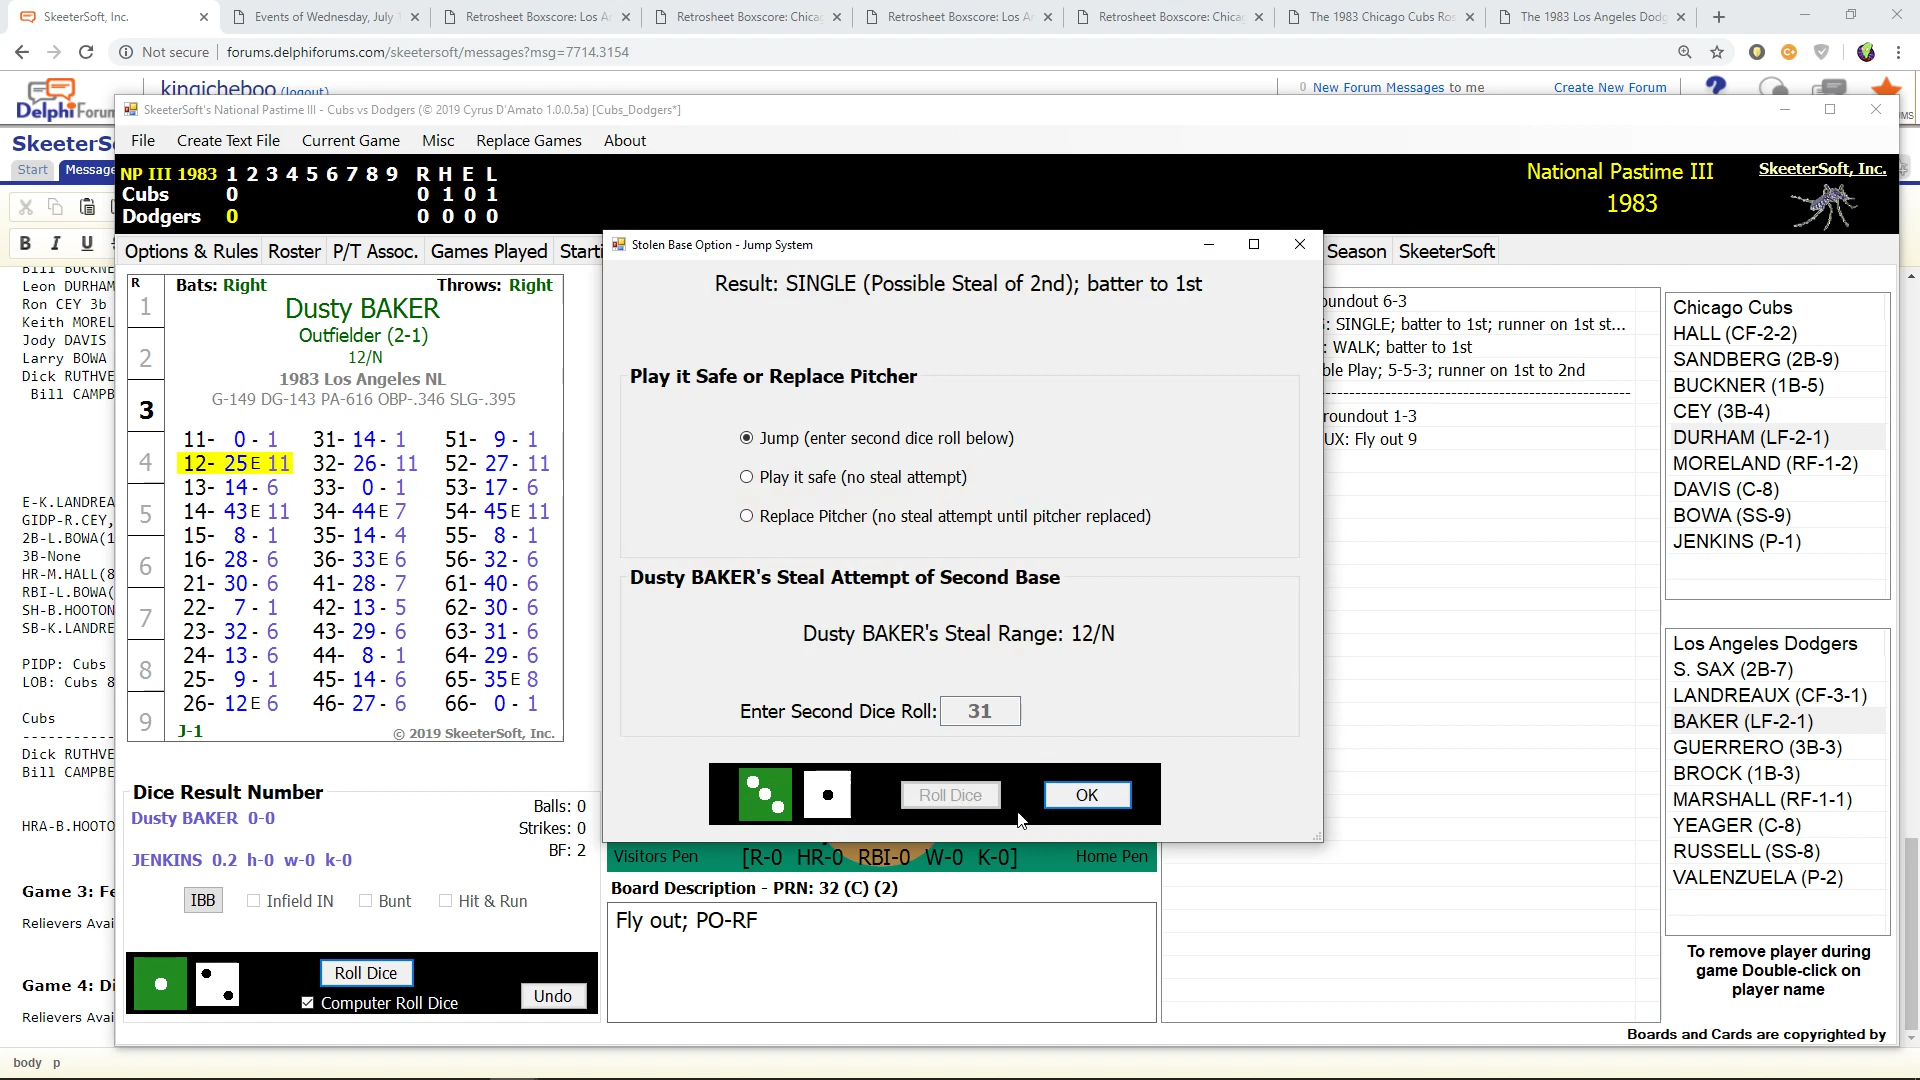 SkeeterSoft, Inc.
Events of Wednesday, July
Retrosheet Boxscore: Los A
Retrosheet Boxscore: Chica
Retrosheet Boxscore: Los A
Retrosheet Boxscore: Chica
The 1983 Chicago Cubs Ros
The 1983 Los Angeles Dodg
Not secure
forums.delphiforums.com/skeetersoft/messages?msg=7714.3154
DelphiForum
kingicheboo (logout)
0 New Forum Messages to me
Create New Forum
SkeeterSoft's National Pastime III - Cubs vs Dodgers (© 2019 Cyrus D'Amato 1.0.0.5a) [Cubs_Dodgers*]
SkeeterS
Start
Message
File
Create Text File
Current Game
Misc
Replace Games
About
NP III 1983 1 2 3 4 5 6 7 8 9 R H E L
Cubs 0 0 1 0 1
Dodgers 0 0 0 0 0
National Pastime III
1983
SkeeterSoft, Inc.
B I U
Options & Rules
Roster
P/T Assoc.
Games Played
Starti
Season
SkeeterSoft
Bill BUCKNE
Leon DURHAM
Ron CEY 3b
Keith MOREL
Jody DAVIS
Larry BOWA
Dick RUTHVE
Bill CAMPB
E-K.LANDREA
GIDP-R.CEY,
2B-L.BOWA(1
3B-None
HR-M.HALL(8
RBI-L.BOWA(
SH-B.HOOTON
SB-K.LANDRE
PIDP: Cubs
LOB: Cubs 8
Cubs
Dick RUTHVE
Bill CAMPBE
HRA-B.HOOTO
Game 3: Fe
Relievers Avai
Game 4: Di
Relievers Avai
body p
R
1
2
3
4
5
6
7
8
9
Bats: Right
Throws: Right
Dusty BAKER
Outfielder (2-1)
12/N
1983 Los Angeles NL
G-149 DG-143 PA-616 OBP-.346 SLG-.395
11- 0 - 1 31- 14 - 1 51- 9 - 1
12- 25 E 11 32- 26 - 11 52- 27 - 11
13- 14 - 6 33- 0 - 1 53- 17 - 6
14- 43 E 11 34- 44 E 7 54- 45 E 11
15- 8 - 1 35- 14 - 4 55- 8 - 1
16- 28 - 6 36- 33 E 6 56- 32 - 6
21- 30 - 6 41- 28 - 7 61- 40 - 6
22- 7 - 1 42- 13 - 5 62- 30 - 6
23- 32 - 6 43- 29 - 6 63- 31 - 6
24- 13 - 6 44- 8 - 1 64- 29 - 6
25- 9 - 1 45- 14 - 6 65- 35 E 8
26- 12 E 6 46- 27 - 6 66- 0 - 1
J-1
© 2019 SkeeterSoft, Inc.
Dice Result Number
Dusty BAKER 0-0
JENKINS 0.2 h-0 w-0 k-0
Balls: 0
Strikes: 0
BF: 2
IBB
Infield IN
Bunt
Hit & Run
Roll Dice
Computer Roll Dice
Undo
Stolen Base Option - Jump System
Result: SINGLE (Possible Steal of 2nd); batter to 1st
Play it Safe or Replace Pitcher
Jump (enter second dice roll below)
Play it safe (no steal attempt)
Replace Pitcher (no steal attempt until pitcher replaced)
Dusty BAKER's Steal Attempt of Second Base
Dusty BAKER's Steal Range: 12/N
Enter Second Dice Roll: 31
Roll Dice
OK
Visitors Pen
[R-0 HR-0 RBI-0 W-0 K-0]
Home Pen
Board Description - PRN: 32 (C) (2)
Fly out; PO-RF
oundout 6-3
: SINGLE; batter to 1st; runner on 1st st...
: WALK; batter to 1st
ble Play; 5-5-3; runner on 1st to 2nd
roundout 1-3
UX: Fly out 9
Chicago Cubs
HALL (CF-2-2)
SANDBERG (2B-9)
BUCKNER (1B-5)
CEY (3B-4)
DURHAM (LF-2-1)
MORELAND (RF-1-2)
DAVIS (C-8)
BOWA (SS-9)
JENKINS (P-1)
Los Angeles Dodgers
S. SAX (2B-7)
LANDREAUX (CF-3-1)
BAKER (LF-2-1)
GUERRERO (3B-3)
BROCK (1B-3)
MARSHALL (RF-1-1)
YEAGER (C-8)
RUSSELL (SS-8)
VALENZUELA (P-2)
To remove player during
game Double-click on
player name
Boards and Cards are copyrighted by